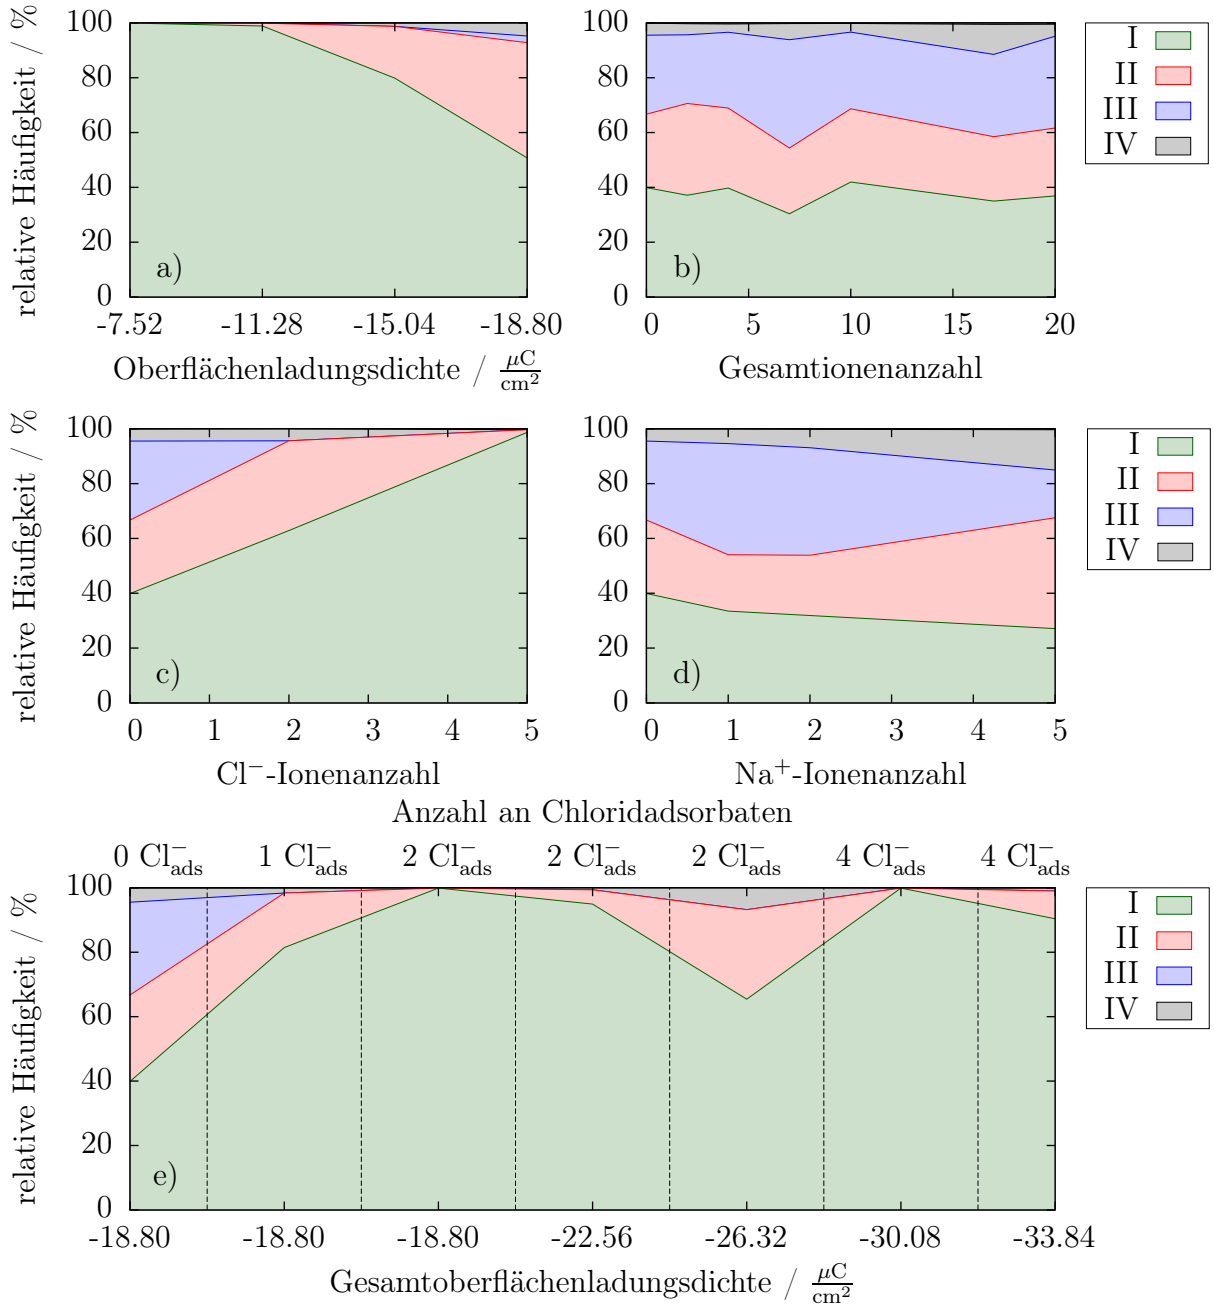 relative Häufigkeit / %
100
80
60
40
20
0
a)
-7.52 -11.28 -15.04 -18.80
Oberflächenladungsdichte / μC/cm²
100
80
60
40
20
0
b)
0 5 10 15 20
Gesamtionenanzahl
I
II
III
IV
relative Häufigkeit / %
100
80
60
40
20
0
c)
0 1 2 3 4 5
Cl⁻-Ionenanzahl
100
80
60
40
20
0
d)
0 1 2 3 4 5
Na⁺-Ionenanzahl
I
II
III
IV
Anzahl an Chloridadsorbaten
0 Cl⁻ads 1 Cl⁻ads 2 Cl⁻ads 2 Cl⁻ads 2 Cl⁻ads 4 Cl⁻ads 4 Cl⁻ads
relative Häufigkeit / %
100
80
60
40
20
0
e)
-18.80 -18.80 -18.80 -22.56 -26.32 -30.08 -33.84
Gesamtoberflächenladungsdichte / μC/cm²
I
II
III
IV